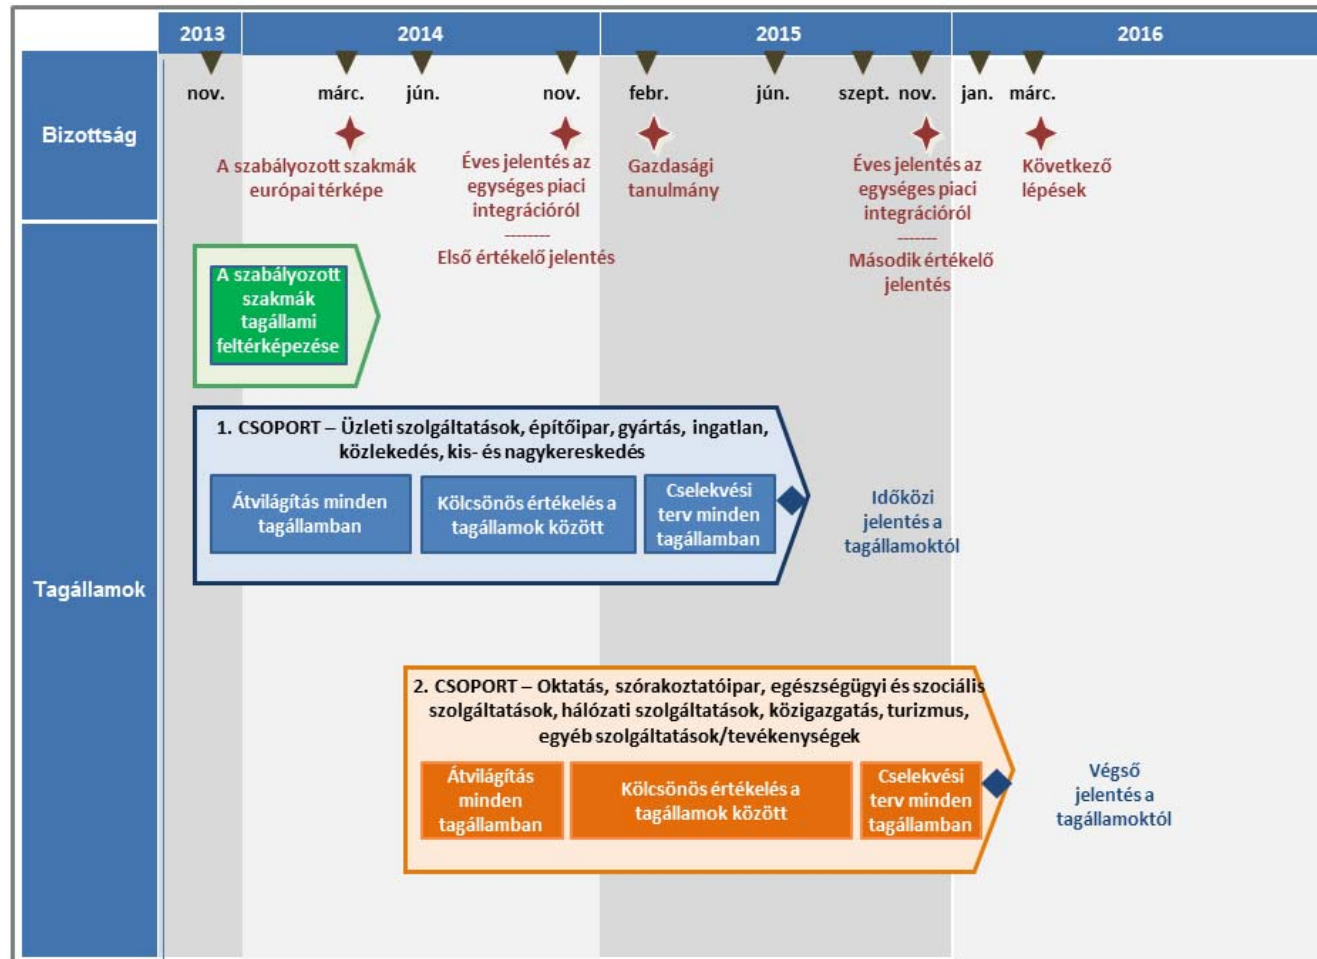 2013
2014
2015
2016
nov.
márc.
jún.
nov.
febr.
jún.
szept.
nov.
jan.
márc.
Bizottság
A szabályozott szakmák
európai térképe
Éves jelentés az
egységes piaci
integrációról
--------
Első értékelő jelentés
Gazdasági
tanulmány
Éves jelentés az
egységes piaci
integrációról
-------
Második értékelő
jelentés
Következő
lépések
Tagállamok
A szabályozott
szakmák
tagállami
feltérképezése
1. CSOPORT – Üzleti szolgáltatások, építőipar, gyártás, ingatlan,
közlekedés, kis- és nagykereskedés
Átvilágítás minden
tagállamban
Kölcsönös értékelés a
tagállamok között
Cselekvési
terv minden
tagállamban
Időközi
jelentés a
tagállamoktól
2. CSOPORT – Oktatás, szórakoztatóipar, egészségügyi és szociális
szolgáltatások, hálózati szolgáltatások, közigazgatás, turizmus,
egyéb szolgáltatások/tevékenységek
Átvilágítás
minden
tagállamban
Kölcsönös értékelés a
tagállamok között
Cselekvési
terv minden
tagállamban
Végső
jelentés a
tagállamoktól